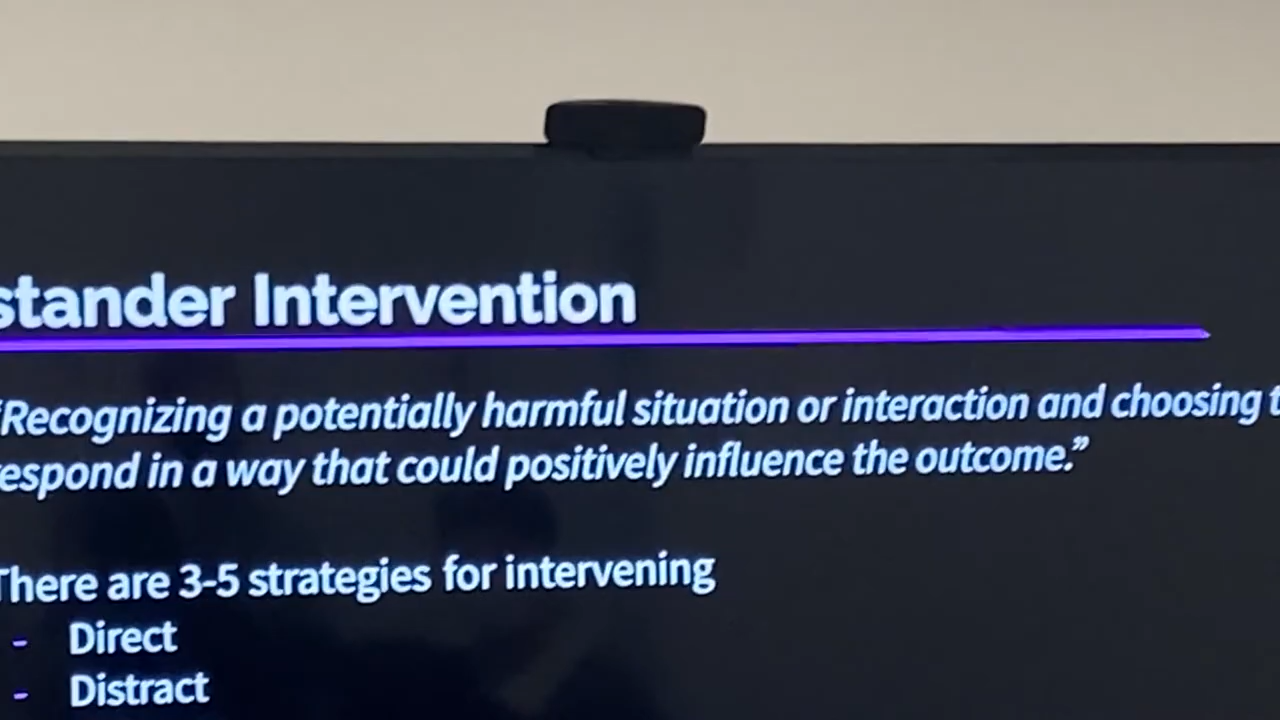 stander Intervention
“Recognizing a potentially harmful situation or interaction and choosing t
espond in a way that could positively influence the outcome.”
There are 3-5 strategies for intervening
- Direct
- Distract